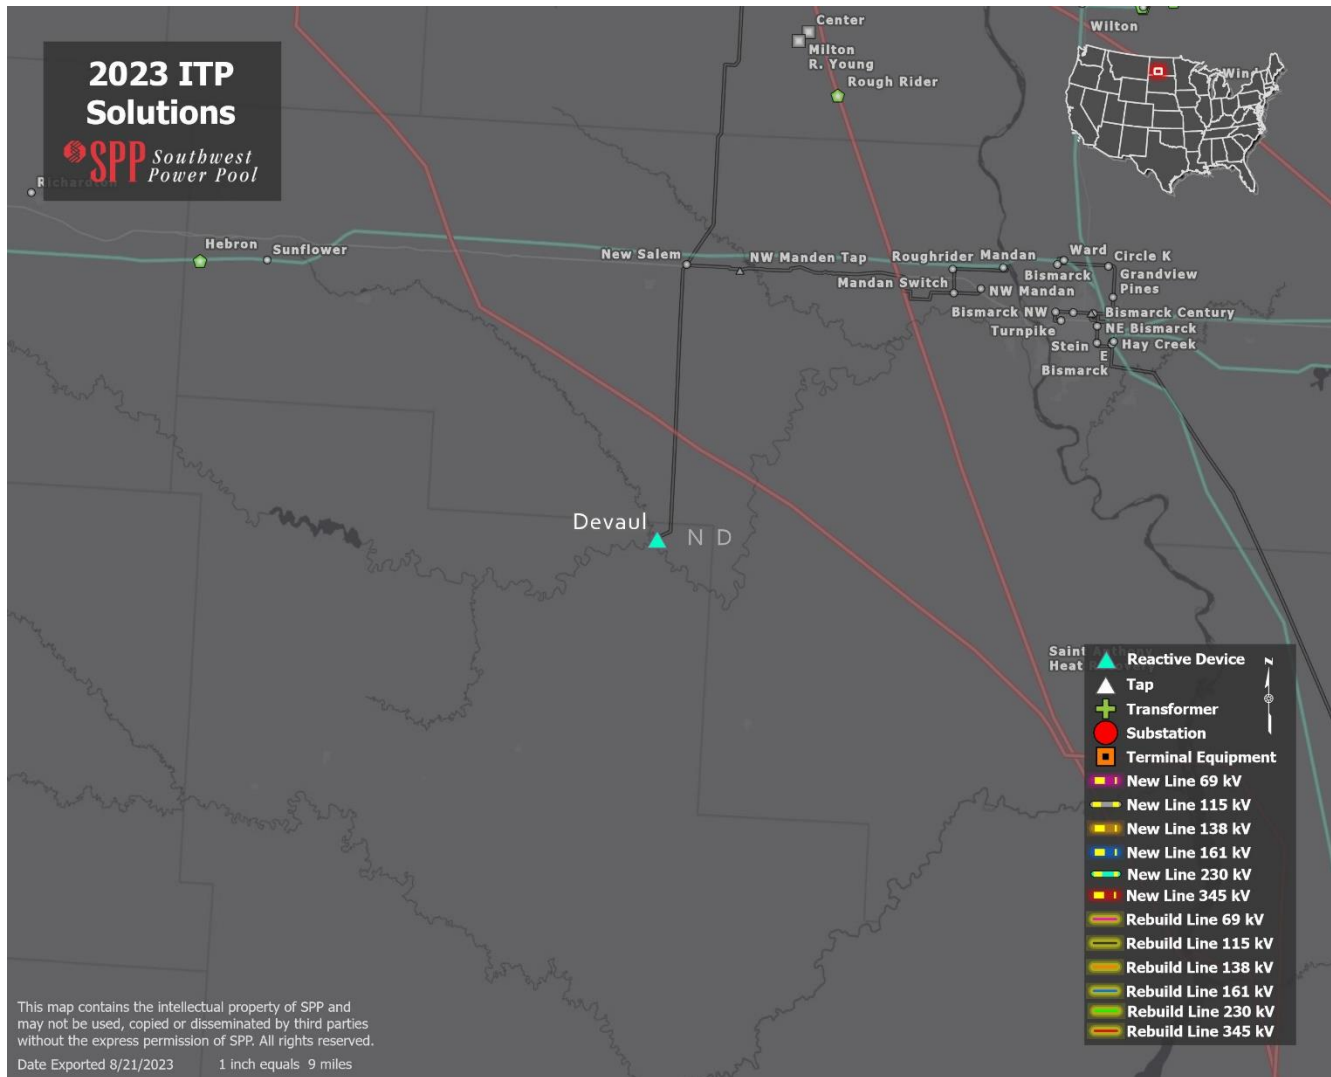 2023 ITP
Solutions
SPP Southwest
Power Pool
Center
Milton
R. Young
Rough Rider
Wilton
Wind
Hebron
Sunflower
New Salem
NW Manden Tap
Roughrider
Mandan
Ward
Circle K
Bismarck
Grandview
Pines
Mandan Switch
NW Mandan
Bismarck NW
Bismarck Century
Turnpike
NE Bismarck
Stein
Hay Creek
E
Bismarck
Devaul
N D
Saint
Heat
Reactive Device
N
Tap
Transformer
Substation
Terminal Equipment
New Line 69 kV
New Line 115 kV
New Line 138 kV
New Line 161 kV
New Line 230 kV
New Line 345 kV
Rebuild Line 69 kV
Rebuild Line 115 kV
Rebuild Line 138 kV
Rebuild Line 161 kV
Rebuild Line 230 kV
Rebuild Line 345 kV
This map contains the intellectual property of SPP and
may not be used, copied or disseminated by third parties
without the express permission of SPP. All rights reserved.
Date Exported 8/21/2023 1 inch equals 9 miles